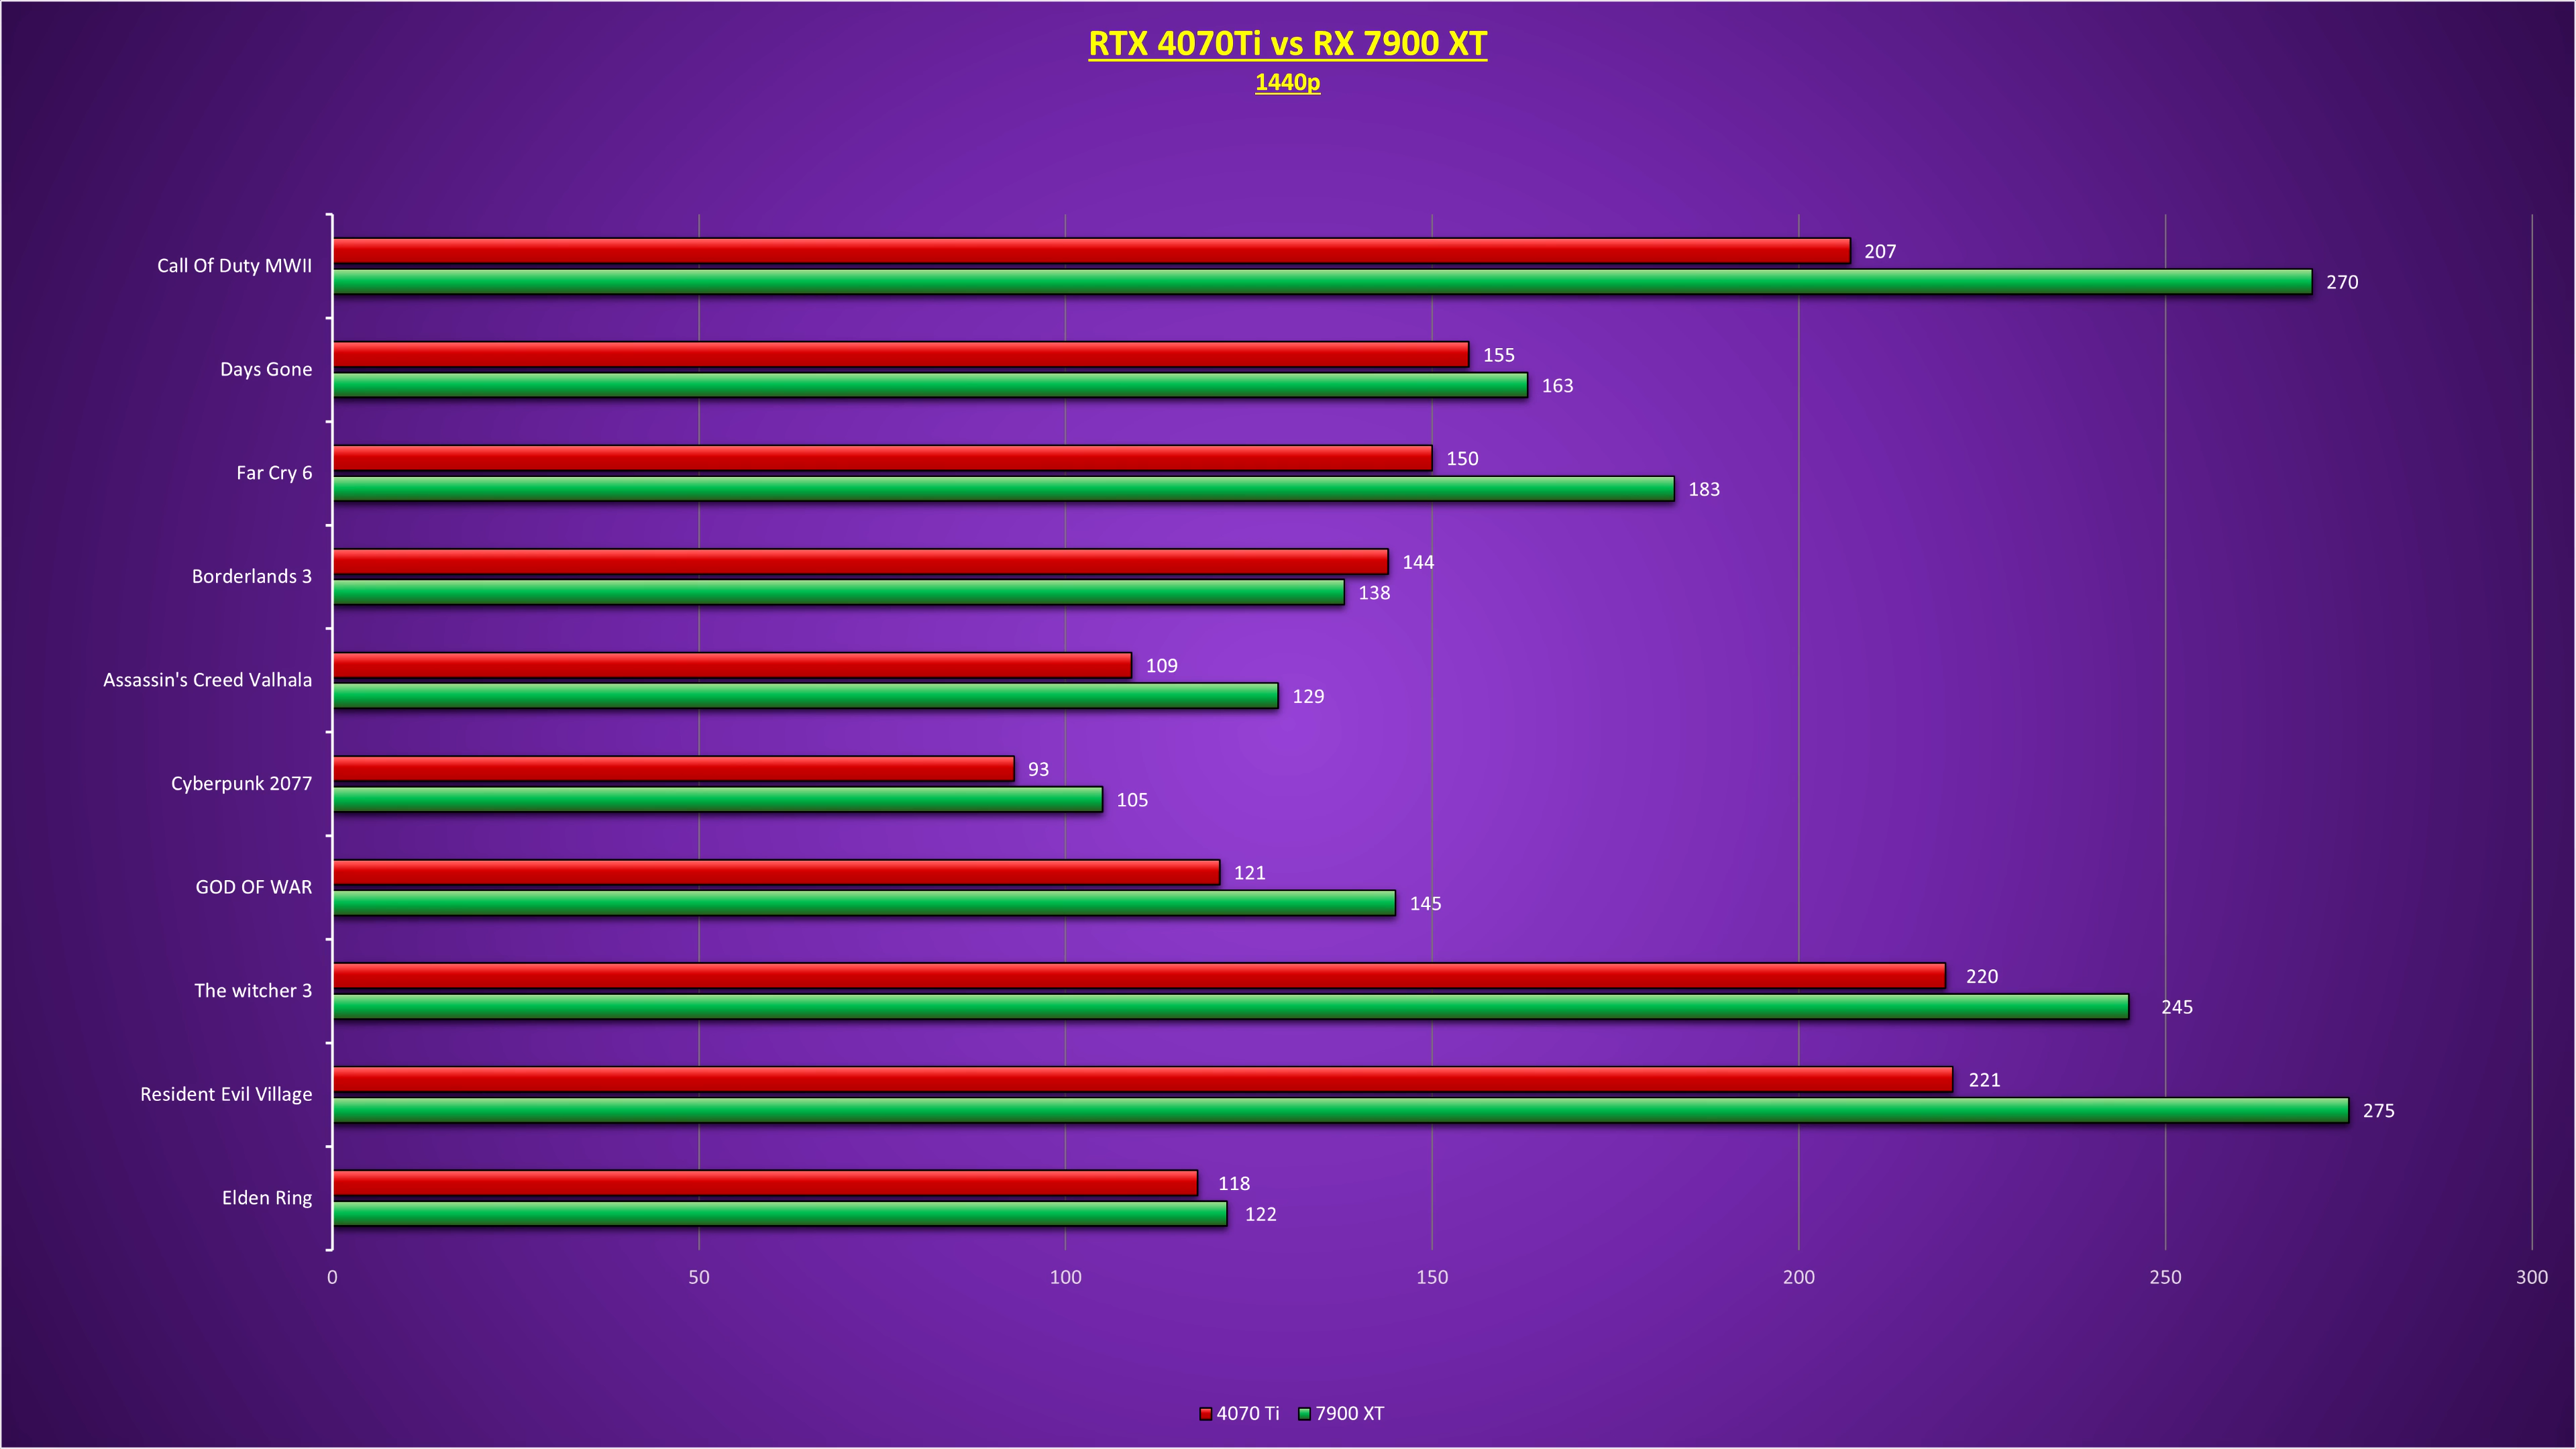 RTX 4070Ti vs RX 7900 XT
1440p
Call Of Duty MWII
207
270
Days Gone
155
163
Far Cry 6
150
183
Borderlands 3
144
138
Assassin's Creed Valhala
109
129
Cyberpunk 2077
93
105
GOD OF WAR
121
145
The witcher 3
220
245
Resident Evil Village
221
275
Elden Ring
118
122
0 50 100 150 200 250 300
4070 Ti 7900 XT